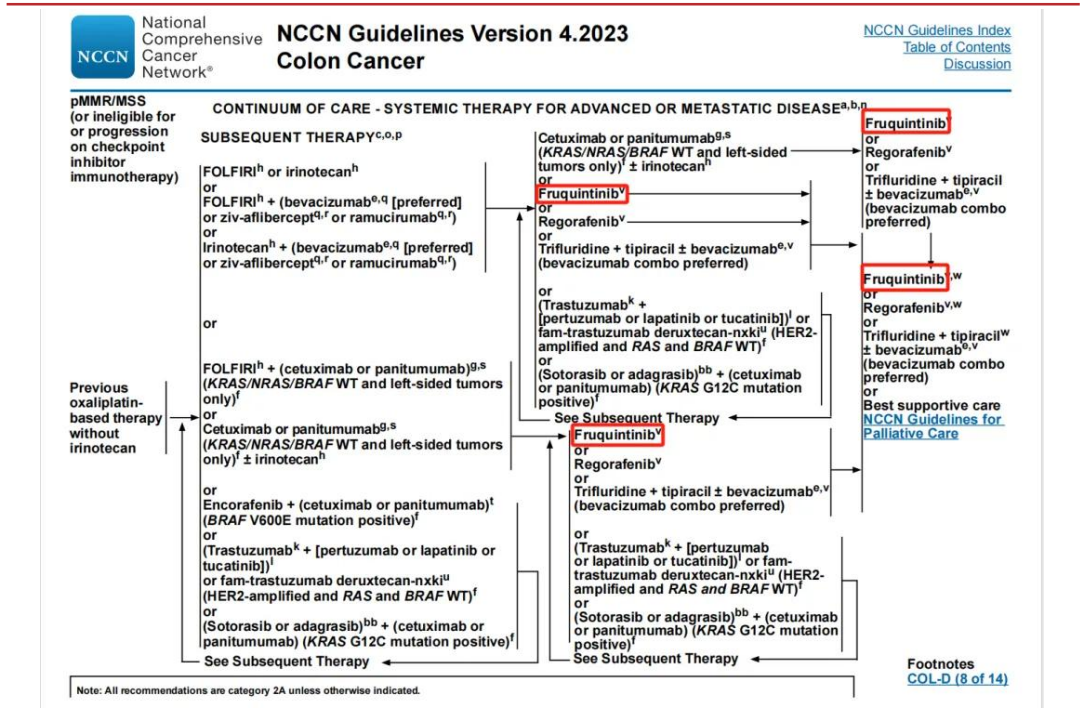 National
Comprehensive
Cancer
Network®
NCCN
NCCN Guidelines Version 4.2023
Colon Cancer
NCCN Guidelines Index
Table of Contents
Discussion
pMMR/MSS
(or ineligible for
or progression
on checkpoint
inhibitor
immunotherapy)
CONTINUUM OF CARE - SYSTEMIC THERAPY FOR ADVANCED OR METASTATIC DISEASEa,b,n
SUBSEQUENT THERAPYc,o,p
Previous
oxaliplatin-
based therapy
without
irinotecan
FOLFIRIh or irinotecanh
or
FOLFIRIh + (bevacizumabe,q [preferred]
or ziv-afliberceptq,r or ramucirumabq,r)
or
Irinotecanh + (bevacizumabe,q [preferred]
or ziv-afliberceptq,r or ramucirumabq,r)
or
FOLFIRIh + (cetuximab or panitumumab)g,s
(KRAS/NRAS/BRAF WT and left-sided tumors
only)f
or
Cetuximab or panitumumabg,s
(KRAS/NRAS/BRAF WT and left-sided tumors
only)f ± irinotecanh
or
Encorafenib + (cetuximab or panitumumab)t
(BRAF V600E mutation positive)f
or
(Trastuzumabk + [pertuzumab or lapatinib or
tucatinib])l
or fam-trastuzumab deruxtecan-nxkiu
(HER2-amplified and RAS and BRAF WT)f
or
(Sotorasib or adagrasib)bb + (cetuximab or
panitumumab) (KRAS G12C mutation positive)f
See Subsequent Therapy
Cetuximab or panitumumabg,s
(KRAS/NRAS/BRAF WT and left-sided
tumors only)f ± irinotecanh
or
Fruquintinibv
or
Regorafenibv
or
Trifluridine + tipiracil ± bevacizumabe,v
(bevacizumab combo preferred)
or
(Trastuzumabk +
[pertuzumab or lapatinib or tucatinib])l or
fam-trastuzumab deruxtecan-nxkiu (HER2-
amplified and RAS and BRAF WT)f
or
(Sotorasib or adagrasib)bb + (cetuximab
or panitumumab) (KRAS G12C mutation
positive)f
See Subsequent Therapy
Fruquintinibv
or
Regorafenibv
or
Trifluridine + tipiracil ± bevacizumabe,v
(bevacizumab combo preferred)
or
(Trastuzumabk + [pertuzumab
or lapatinib or tucatinib])l or fam-
trastuzumab deruxtecan-nxkiu (HER2-
amplified and RAS and BRAF WT)f
or
(Sotorasib or adagrasib)bb + (cetuximab
or panitumumab) (KRAS G12C mutation
positive)f
See Subsequent Therapy
Fruquintinibv
or
Regorafenibv
or
Trifluridine + tipiracil
± bevacizumabe,v
(bevacizumab combo
preferred)
Fruquintinibv,w
or
Regorafenibv,w
or
Trifluridine + tipiracilw
± bevacizumabe,v
(bevacizumab combo
preferred)
or
Best supportive care
NCCN Guidelines for
Palliative Care
Footnotes
COL-D (8 of 14)
Note: All recommendations are category 2A unless otherwise indicated.